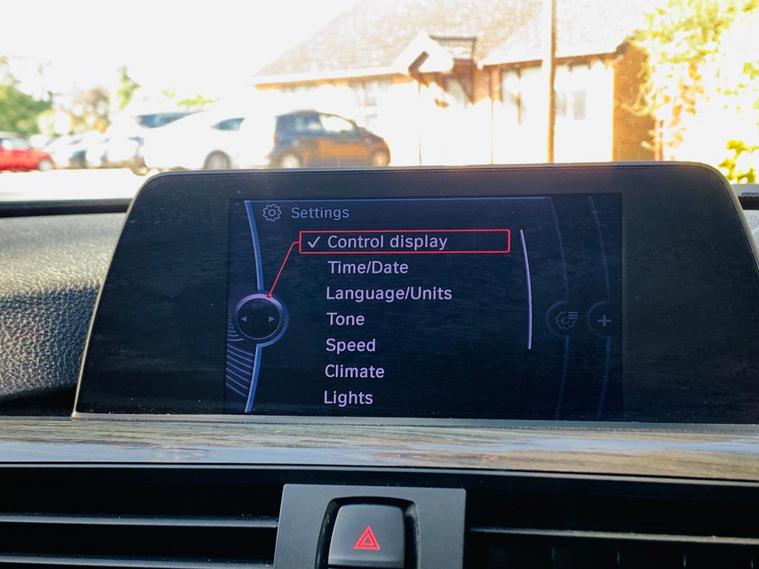 Settings
✓ Control display
Time/Date
Language/Units
Tone
Speed
Climate
Lights